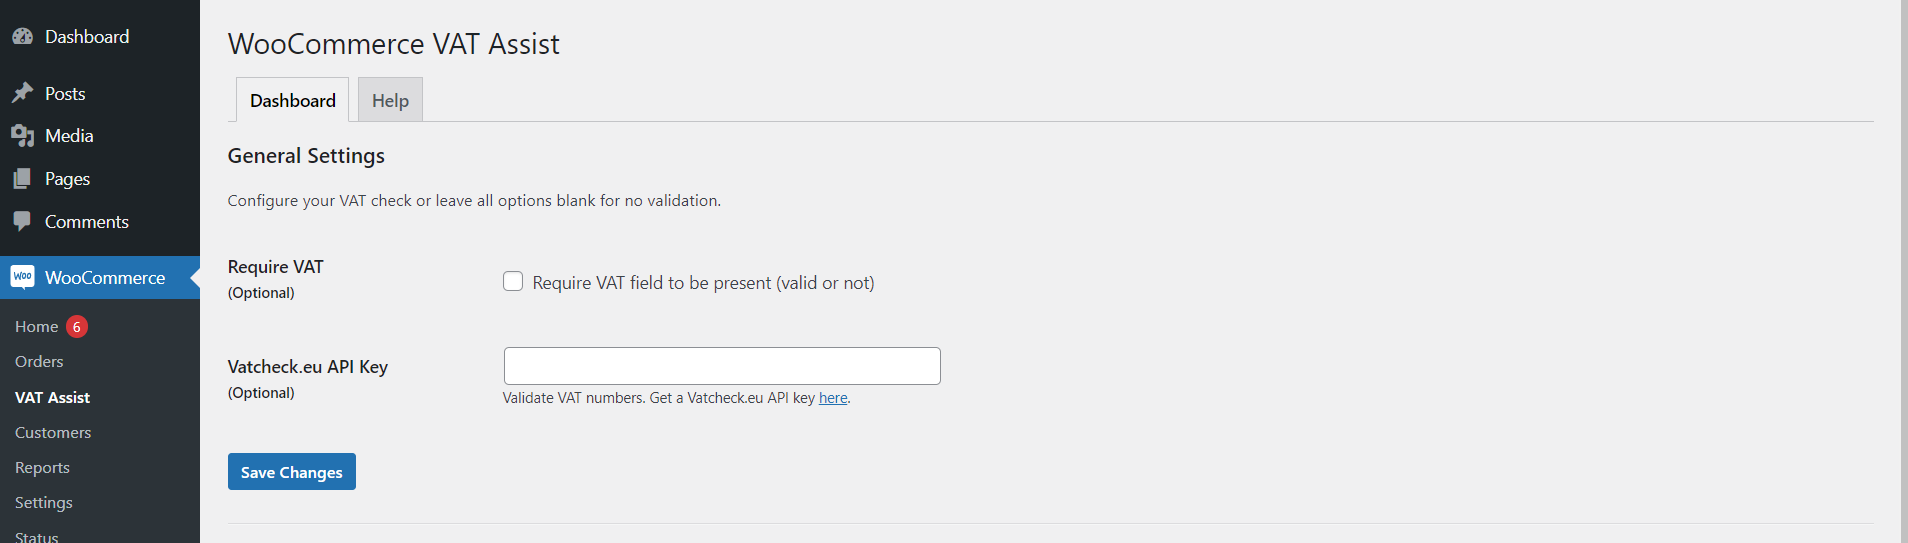 Dashboard
Posts
Media
Pages
Comments
Woo WooCommerce
Home 6
Orders
VAT Assist
Customers
Reports
Settings
Status
WooCommerce VAT Assist
Dashboard Help
General Settings
Configure your VAT check or leave all options blank for no validation.
Require VAT
(Optional)
Require VAT field to be present (valid or not)
Vatcheck.eu API Key
(Optional)
Validate VAT numbers. Get a Vatcheck.eu API key here.
Save Changes